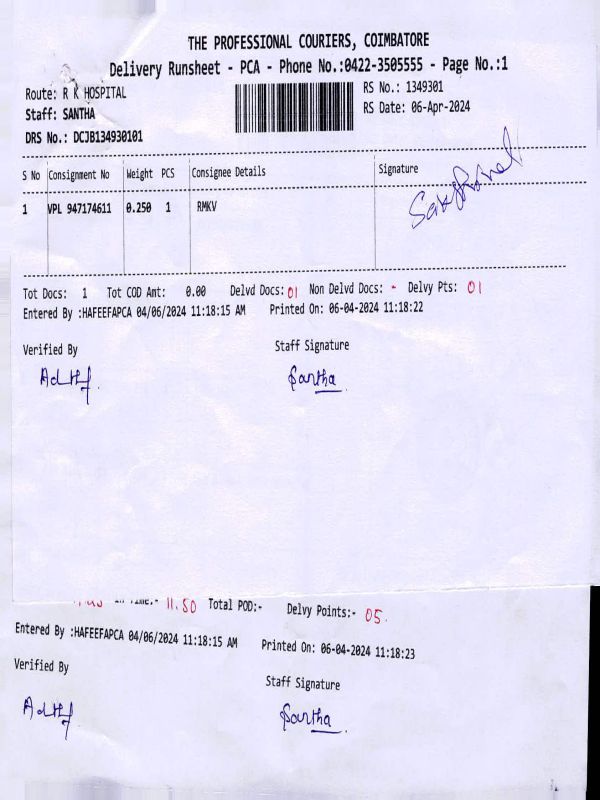 THE PROFESSIONAL COURIERS, COIMBATORE
Delivery Runsheet - PCA - Phone No.:0422-3505555 - Page No.:1
Route: R K HOSPITAL
RS No.: 1349301
Staff: SANTHA
RS Date: 06-Apr-2024
DRS No.: DCJB134930101
S No Consignment No Weight PCS Consignee Details Signature
1 VPL 947174611 0.250 1 RMKV
Tot Docs: 1 Tot COD Amt: 0.00 Delvd Docs: 01 Non Delvd Docs: - Delvy Pts: 01
Entered By :HAFEEFAPCA 04/06/2024 11:18:15 AM Printed On: 06-04-2024 11:18:22
Verified By Staff Signature
Santha
In Time:- 11.50 Total POD:- Delvy Points:- 05.
Entered By :HAFEEFAPCA 04/06/2024 11:18:15 AM Printed On: 06-04-2024 11:18:23
Verified By Staff Signature
Santha